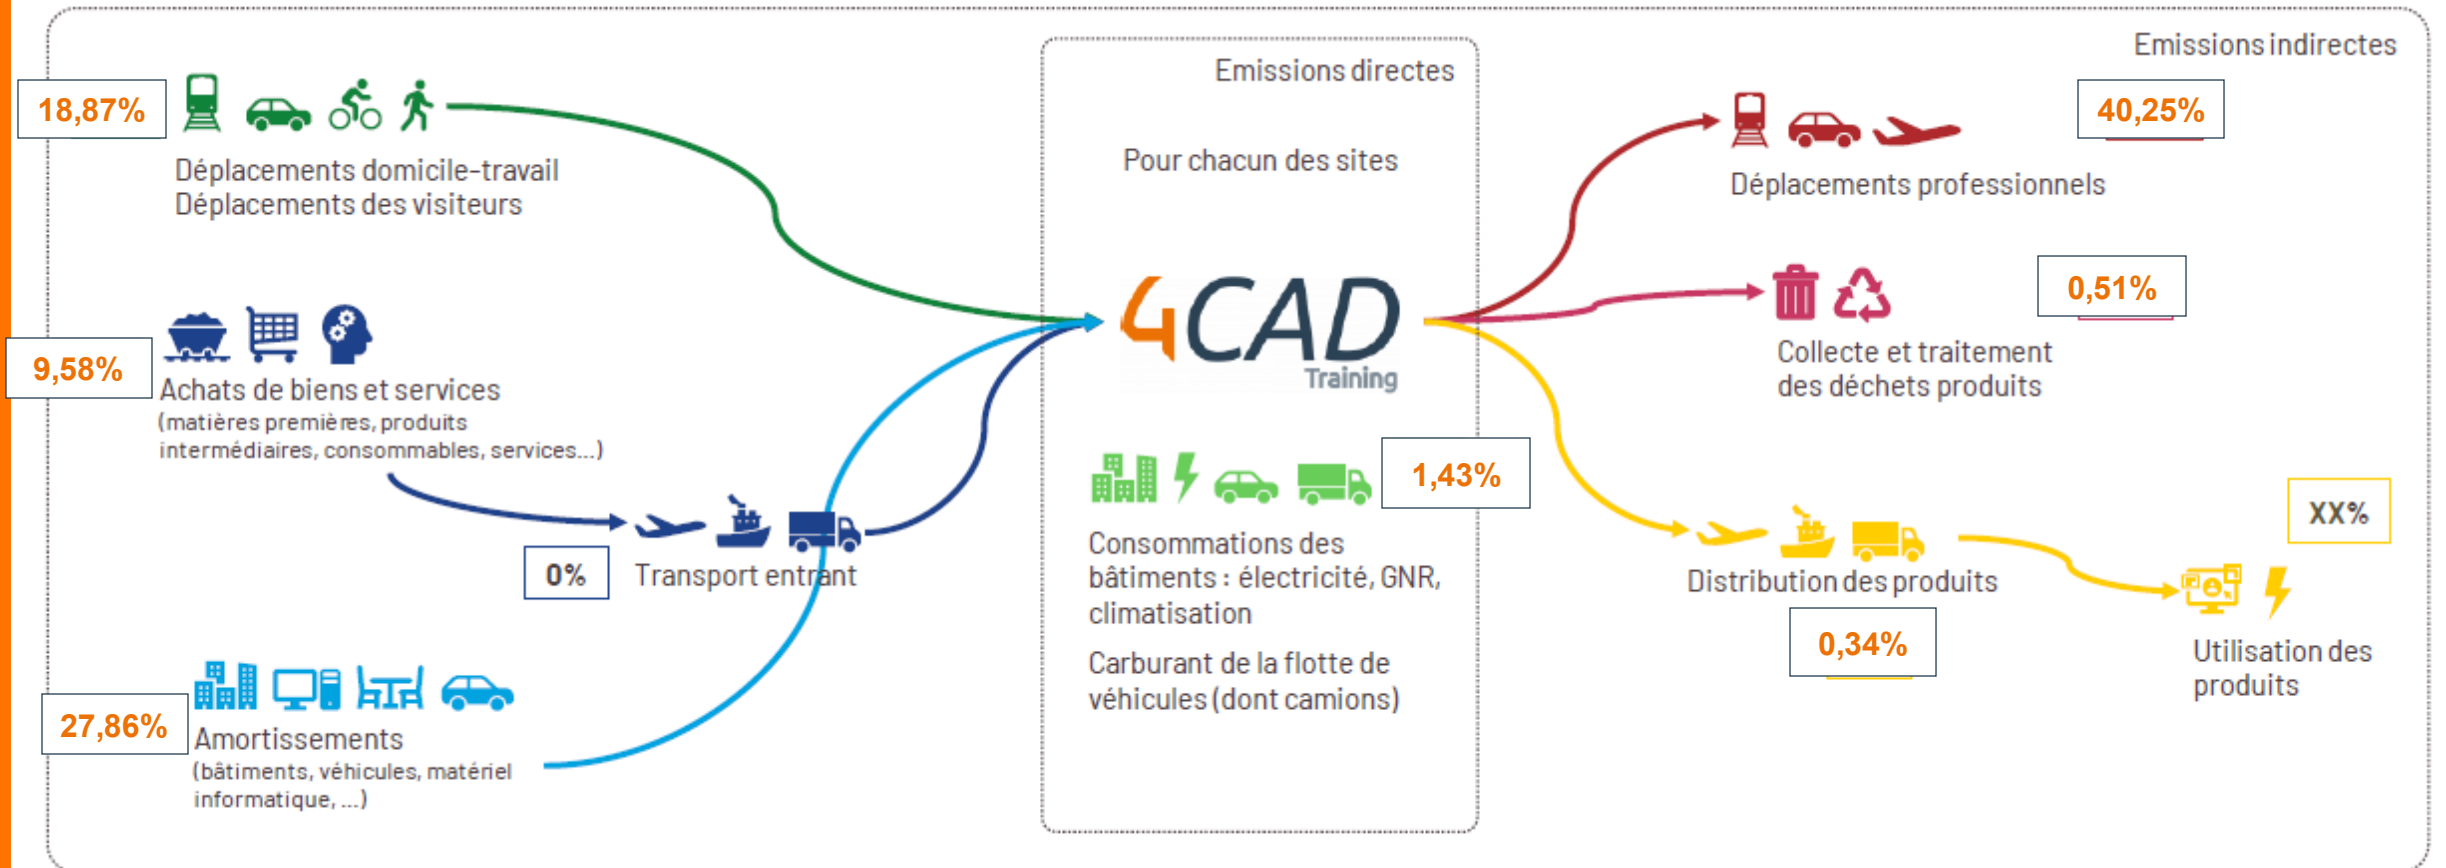 Emissions indirectes
Emissions directes
18,87%
Déplacements domicile-travail
Déplacements des visiteurs
9,58%
Achats de biens et services
(matières premières, produits
intermédiaires, consommables, services...)
0%
Transport entrant
27,86%
Amortissements
(bâtiments, véhicules, matériel
informatique, ...)
Pour chacun des sites
4CAD
Training
1,43%
Consommations des
bâtiments : électricité, GNR,
climatisation
Carburant de la flotte de
véhicules (dont camions)
40,25%
Déplacements professionnels
0,51%
Collecte et traitement
des déchets produits
Distribution des produits
0,34%
XX%
Utilisation des
produits